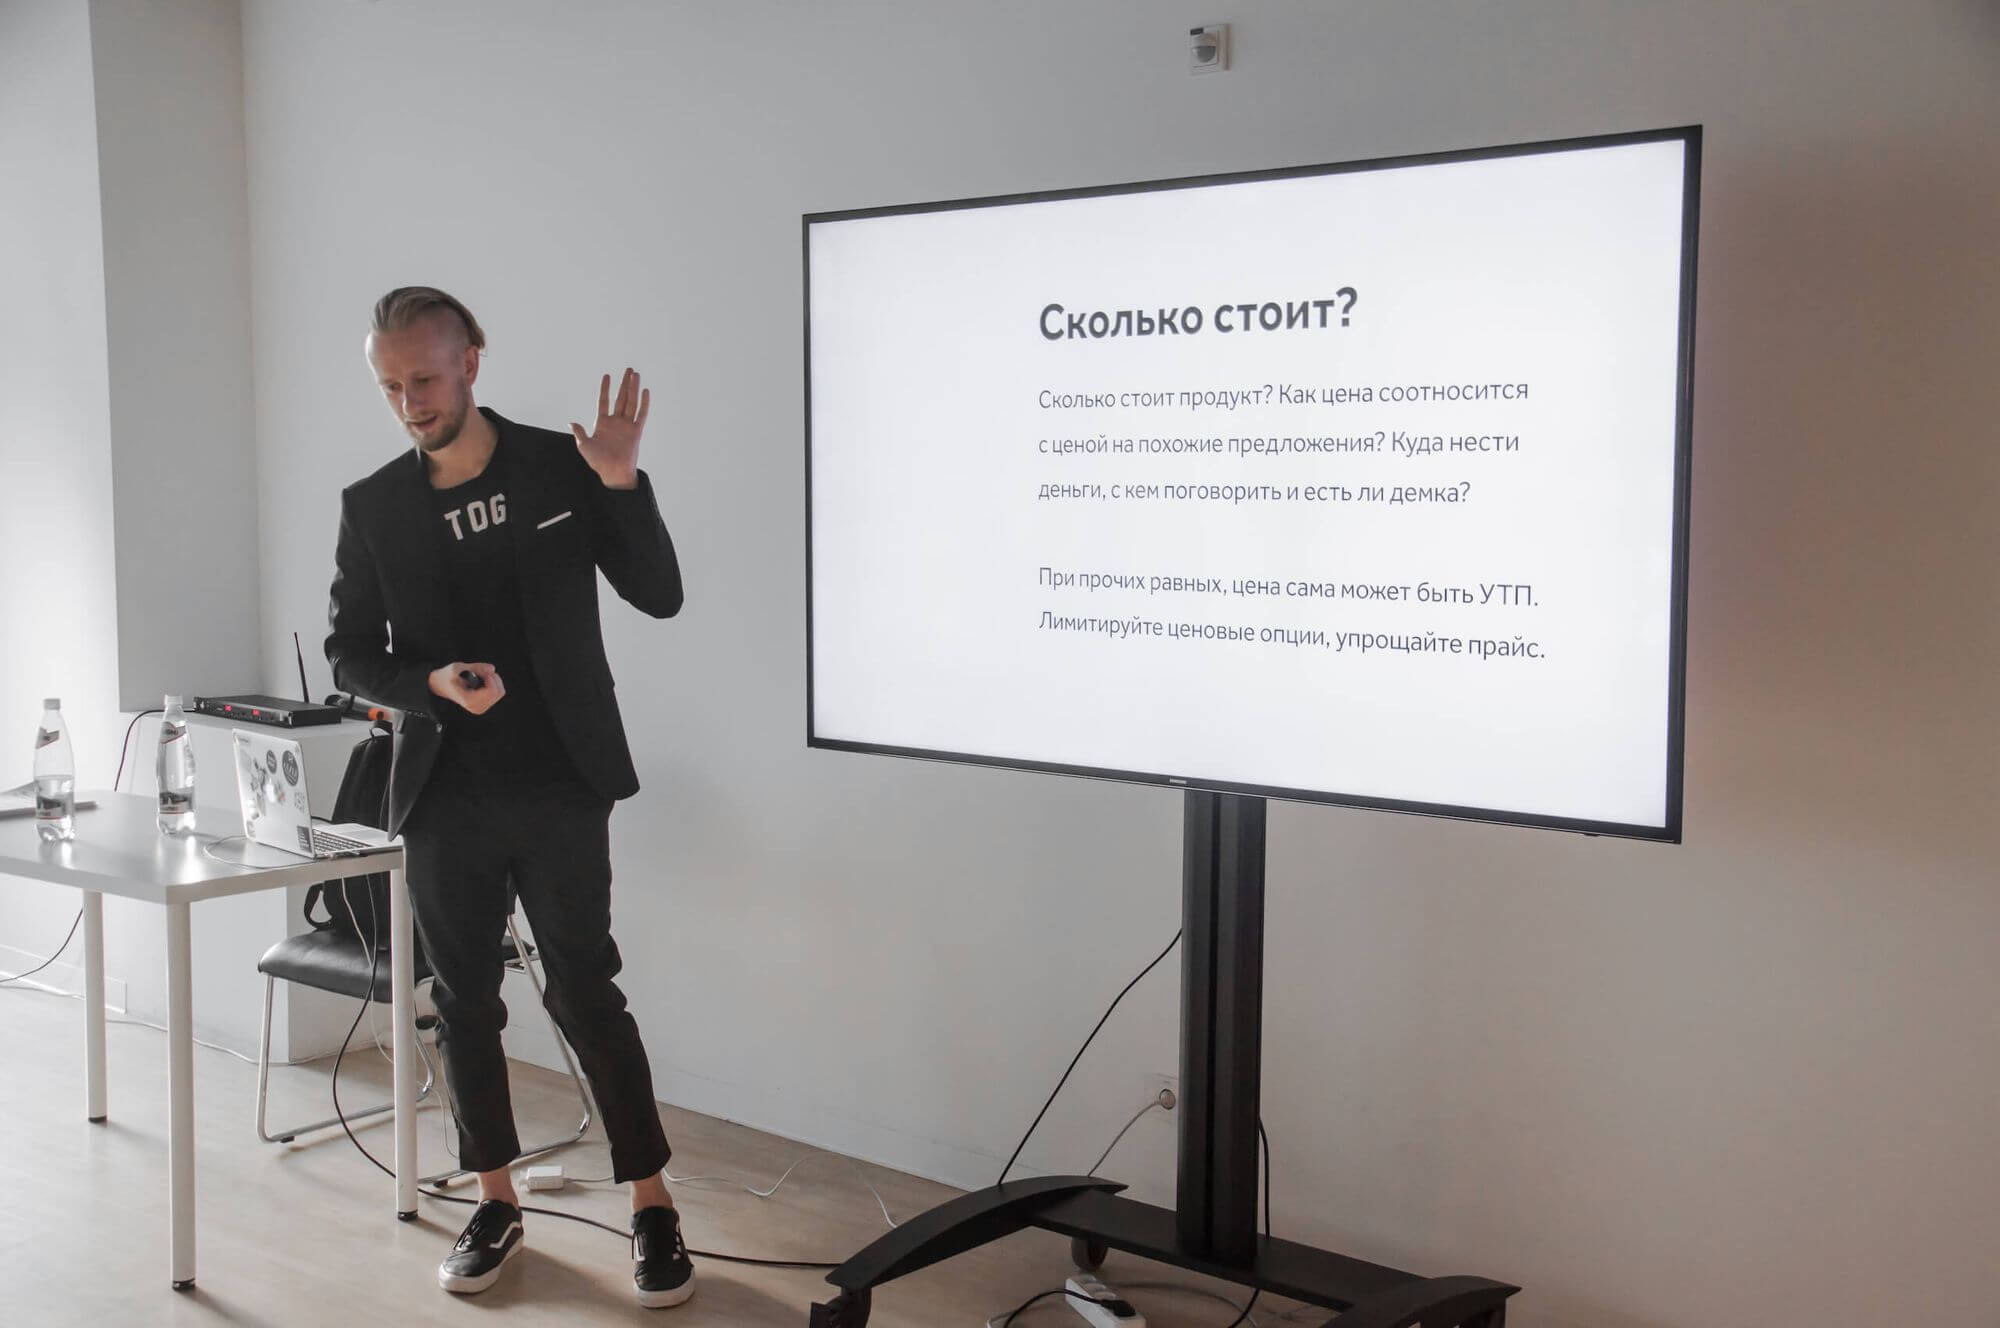 Сколько стоит?
Сколько стоит продукт? Как цена соотносится
с ценой на похожие предложения? Куда нести
деньги, с кем поговорить и есть ли демка?
При прочих равных, цена сама может быть УТП.
Лимитируйте ценовые опции, упрощайте прайс.
TOG
SAMSUNG